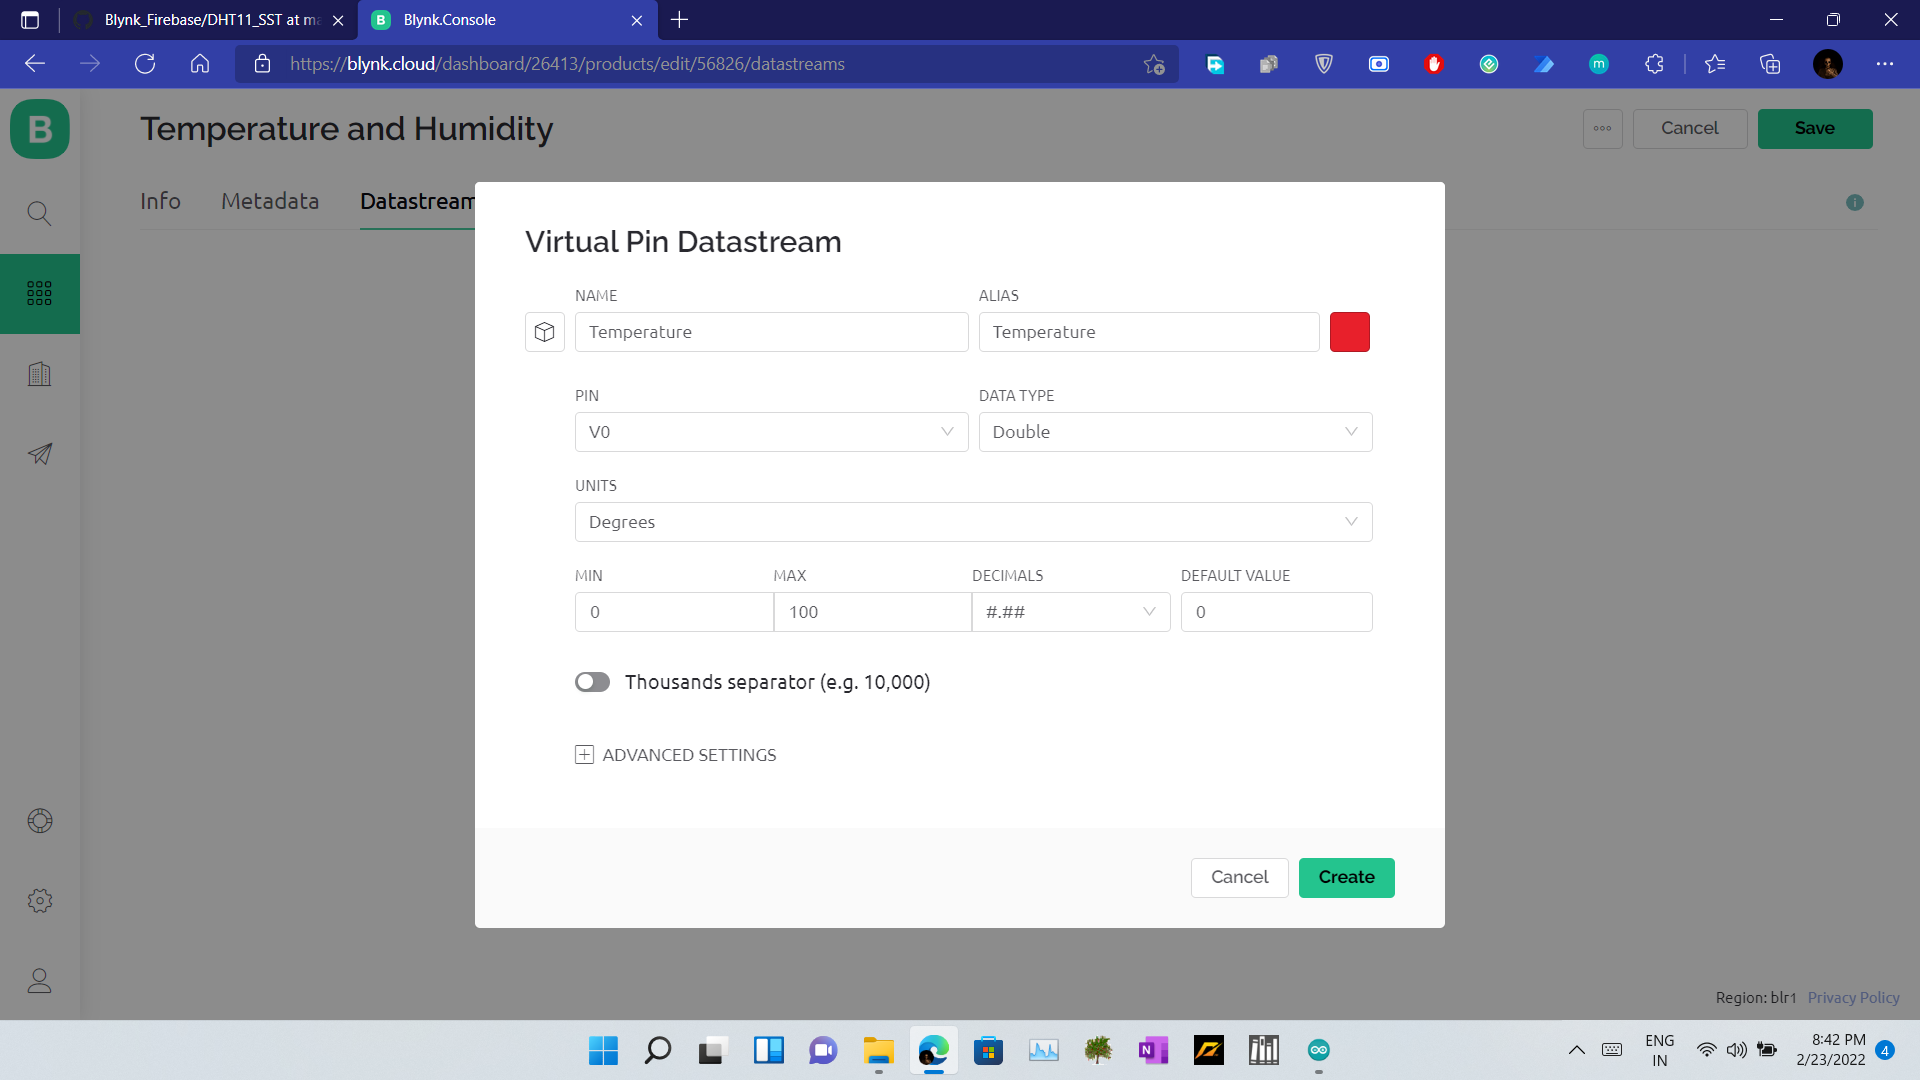 Blynk_Firebase/DHT11_SST at ma
Blynk.Console
https://blynk.cloud/dashboard/26413/products/edit/56826/datastreams
B
Temperature and Humidity
Cancel
Save
Info
Metadata
Datastream
Virtual Pin Datastream
NAME
ALIAS
Temperature
Temperature
PIN
DATA TYPE
V0
Double
UNITS
Degrees
MIN
MAX
DECIMALS
DEFAULT VALUE
0
100
#.##
0
Thousands separator (e.g. 10,000)
ADVANCED SETTINGS
Cancel
Create
Region: blr1 Privacy Policy
ENG
IN
8:42 PM
2/23/2022
4